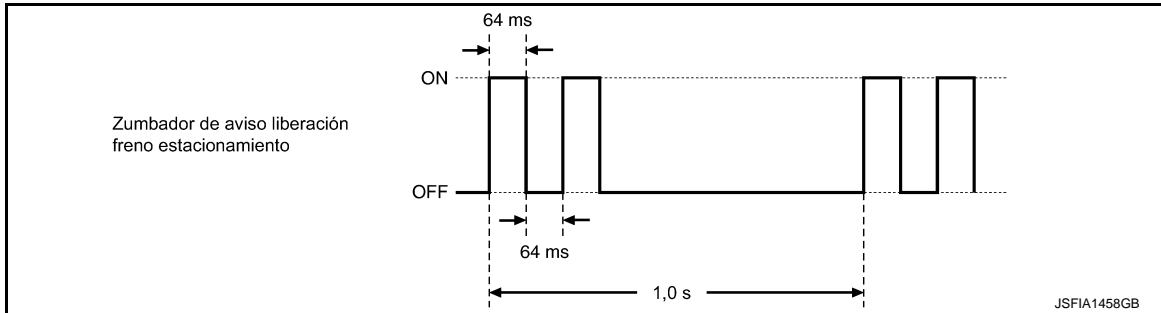 64 ms
ON
Zumbador de aviso liberación
freno estacionamiento
OFF
64 ms
1,0 s
JSFIA1458GB